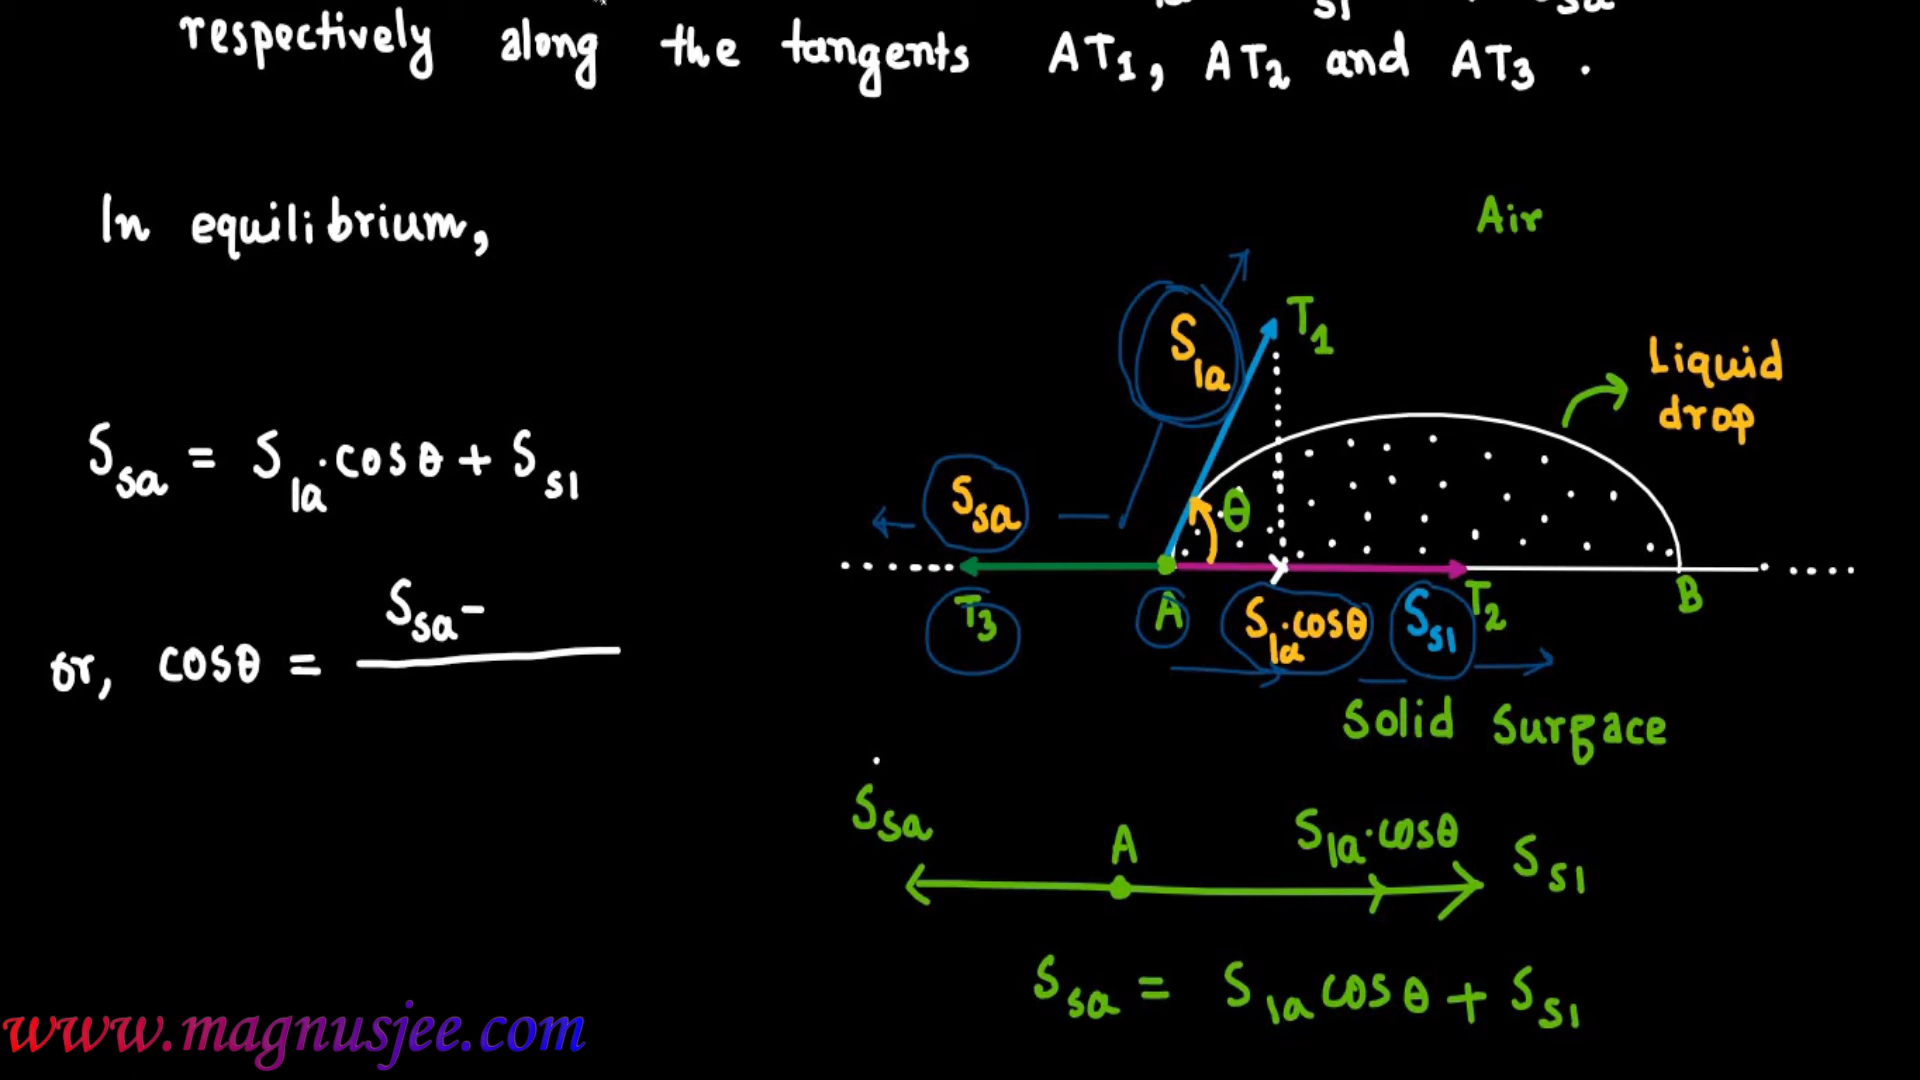 respectively along the tangents AT₁, AT₂ and AT₃ .
In equilibrium,
Air
S_la
T₁
Liquid
drop
S_sa = S_la · cosθ + S_sl
S_sa
θ
T₃ A S_la · cosθ S_sl T₂ B
or, cosθ = S_sa -
Solid Surface
S_sa A S_la · cosθ S_sl
S_sa = S_la cosθ + S_sl
www.magnusjee.com